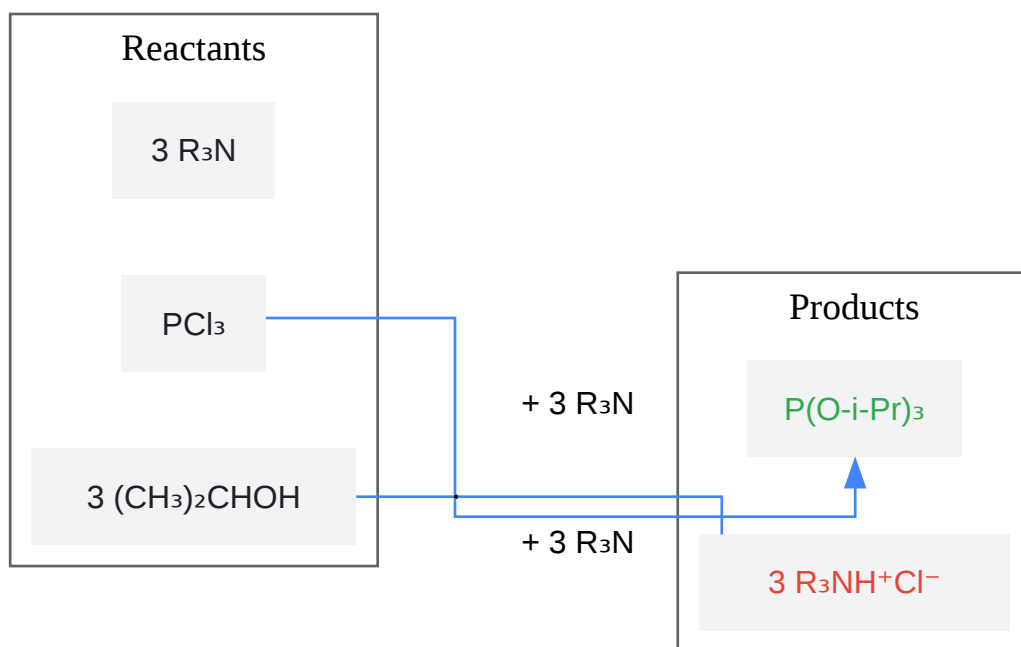 Reactants
3 R₃N
PCl₃
3 (CH₃)₂CHOH
+ 3 R₃N
+ 3 R₃N
Products
P(O-i-Pr)₃
3 R₃NH⁺Cl⁻